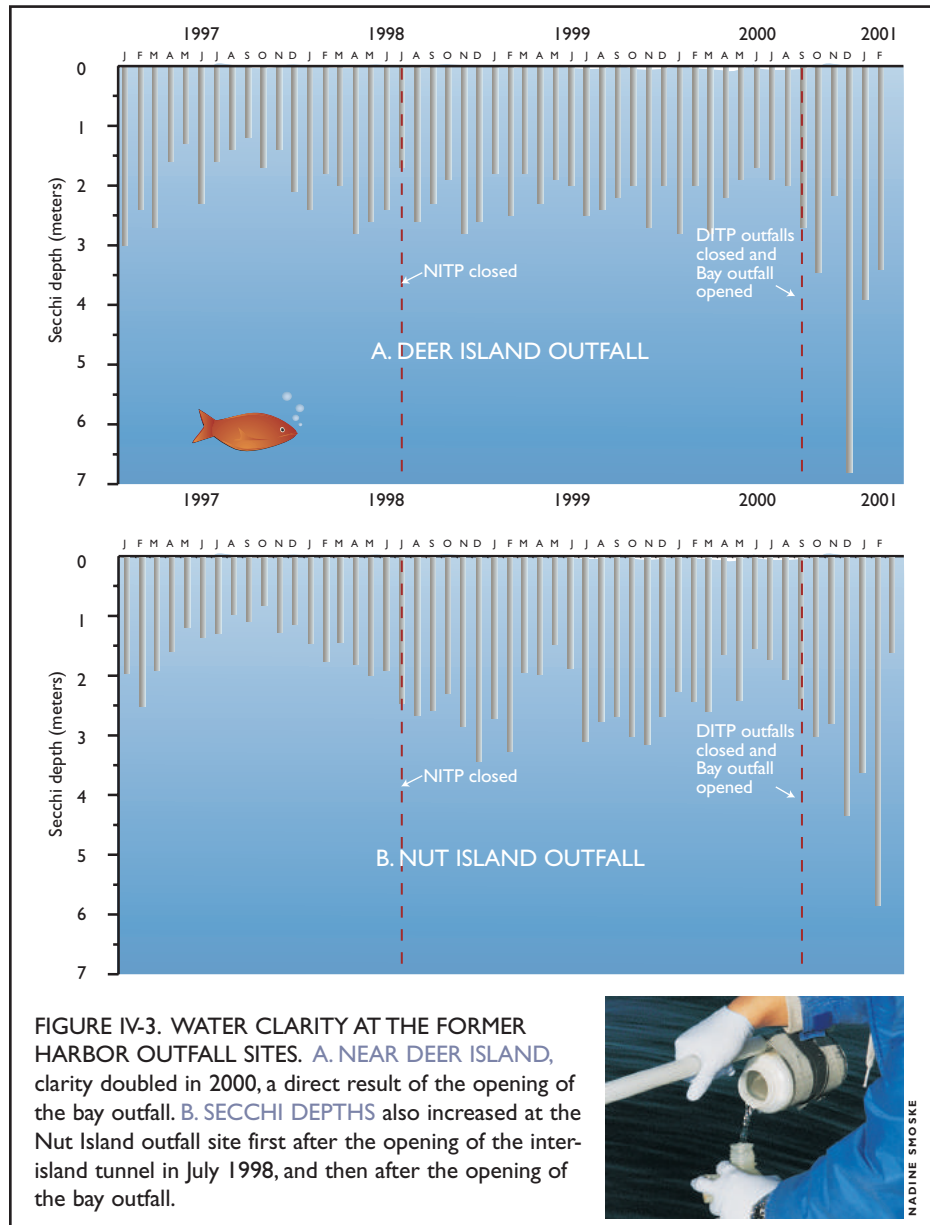 1997 1998 1999 2000 2001
J F M A M J J A S O N D J F M A M J J A S O N D J F M A M J J A S O N D J F M A M J J A S O N D J F
0
1
2
3
4
5
6
7
Secchi depth (meters)
NITP closed
DITP outfalls
closed and
Bay outfall
opened
A. DEER ISLAND OUTFALL
1997 1998 1999 2000 2001
J F M A M J J A S O N D J F M A M J J A S O N D J F M A M J J A S O N D J F M A M J J A S O N D J F
0
1
2
3
4
5
6
7
Secchi depth (meters)
NITP closed
DITP outfalls
closed and
Bay outfall
opened
B. NUT ISLAND OUTFALL
FIGURE IV-3. WATER CLARITY AT THE FORMER
HARBOR OUTFALL SITES. A. NEAR DEER ISLAND,
clarity doubled in 2000, a direct result of the opening of
the bay outfall. B. SECCHI DEPTHS also increased at the
Nut Island outfall site first after the opening of the inter-
island tunnel in July 1998, and then after the opening of
the bay outfall.
NADINE SMOSKE